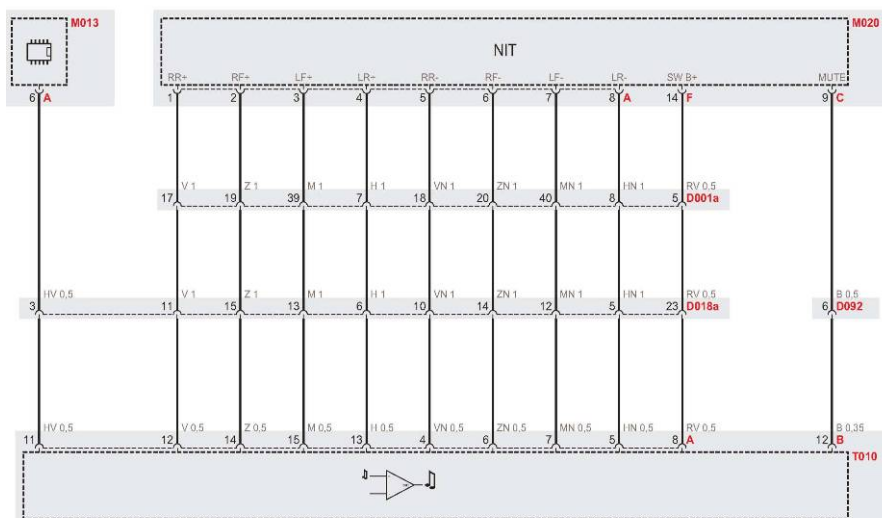 M013 M020
NIT
RR+ RF+ LF+ LR+ RR- RF- LF- LR- SW B+ MUTE
6 A 1 2 3 4 5 6 7 8 A 14 F 9 C
V 1 Z 1 M 1 H 1 VN 1 ZN 1 MN 1 HN 1 RV 0,5
17 19 39 7 18 20 40 8 5 D001a
HV 0,5 V 1 Z 1 M 1 H 1 VN 1 ZN 1 MN 1 HN 1 RV 0,5 B 0,5
3 11 15 13 6 10 14 12 5 23 D018a 6 D092
HV 0,5 V 0,5 Z 0,5 M 0,5 H 0,5 VN 0,5 ZN 0,5 MN 0,5 HN 0,5 RV 0,5 B 0,35
11 12 14 15 13 4 6 7 5 8 A 12 B
T010